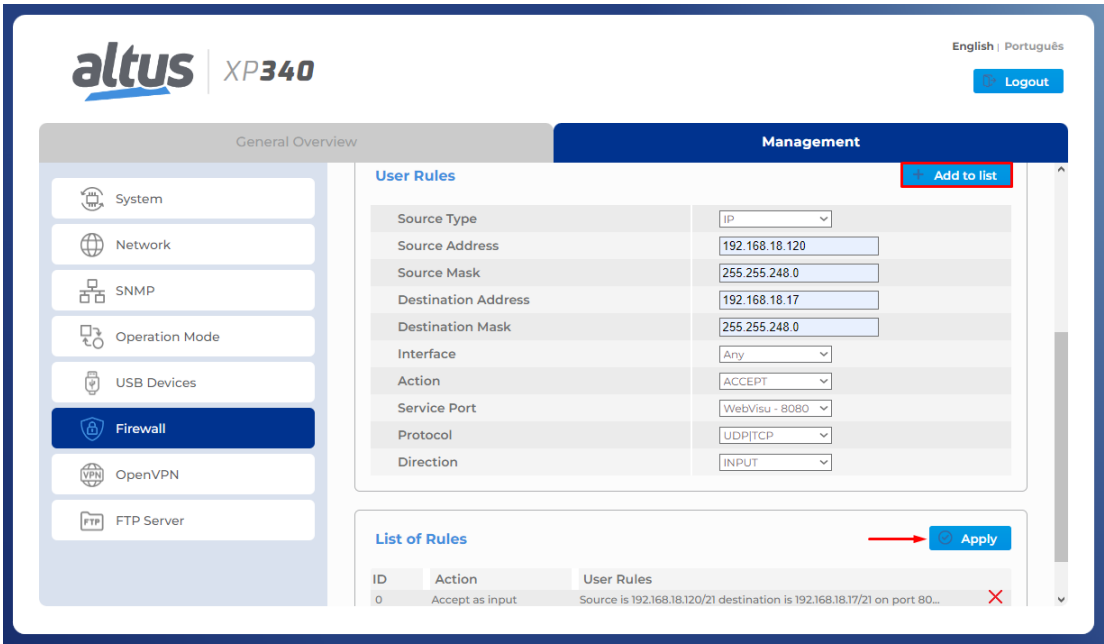 English | Português
altus XP340
Logout
General Overview Management
User Rules + Add to list
System
Source Type IP
Network
Source Address 192.168.18.120
Source Mask 255.255.248.0
SNMP
Destination Address 192.168.18.17
Destination Mask 255.255.248.0
Operation Mode
Interface Any
USB Devices
Action ACCEPT
Service Port WebVisu - 8080
Firewall
Protocol UDP|TCP
Direction INPUT
VPN OpenVPN
FTP FTP Server
List of Rules Apply
ID Action User Rules
0 Accept as input Source is 192.168.18.120/21 destination is 192.168.18.17/21 on port 80...